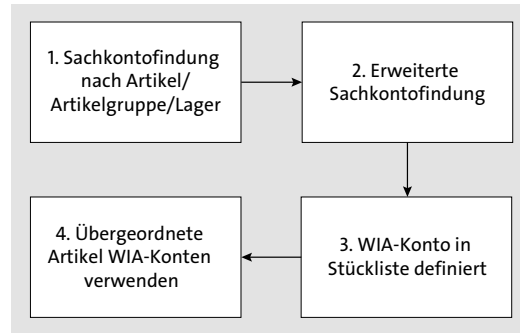 1. Sachkontofindung
nach Artikel/
Artikelgruppe/Lager
2. Erweiterte
Sachkontofindung
3. WIA-Konto in
Stückliste definiert
4. Übergeordnete
Artikel WIA-Konten
verwenden